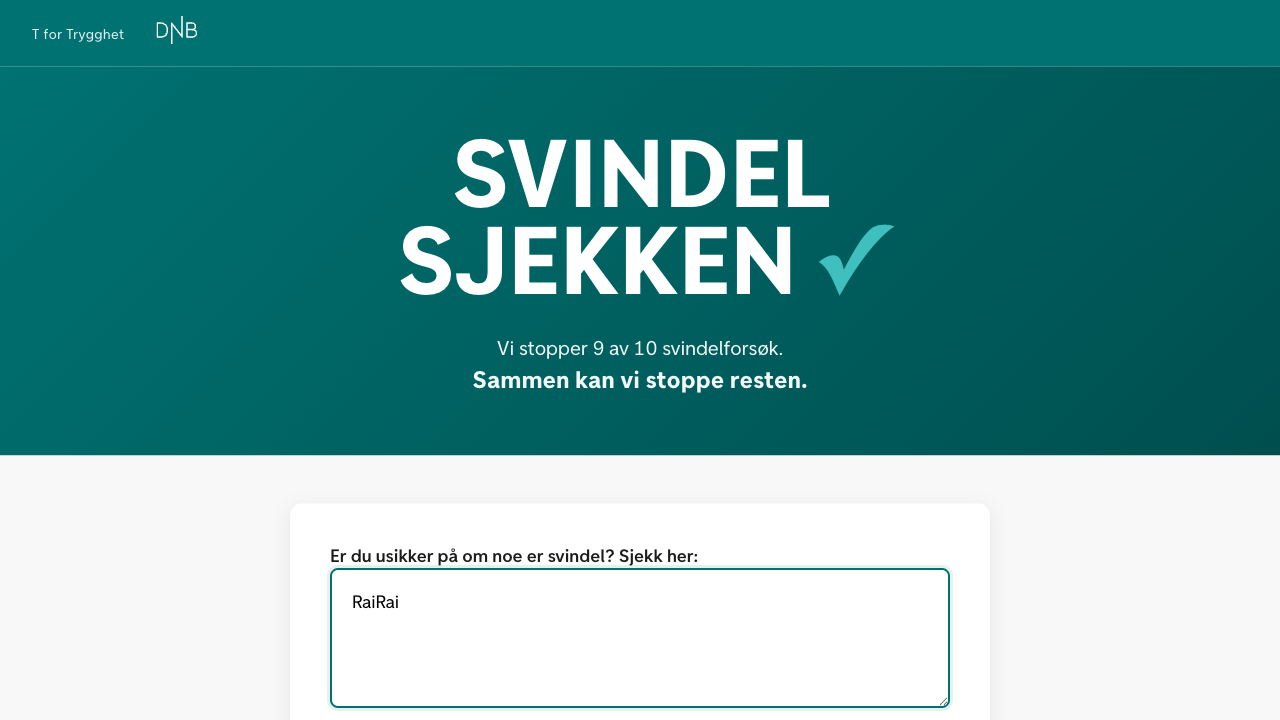 T for Trygghet
DNB
SVINDEL
SJEKKEN
Vi stopper 9 av 10 svindelforsøk.
Sammen kan vi stoppe resten.
Er du usikker på om noe er svindel? Sjekk her:
RaiRai